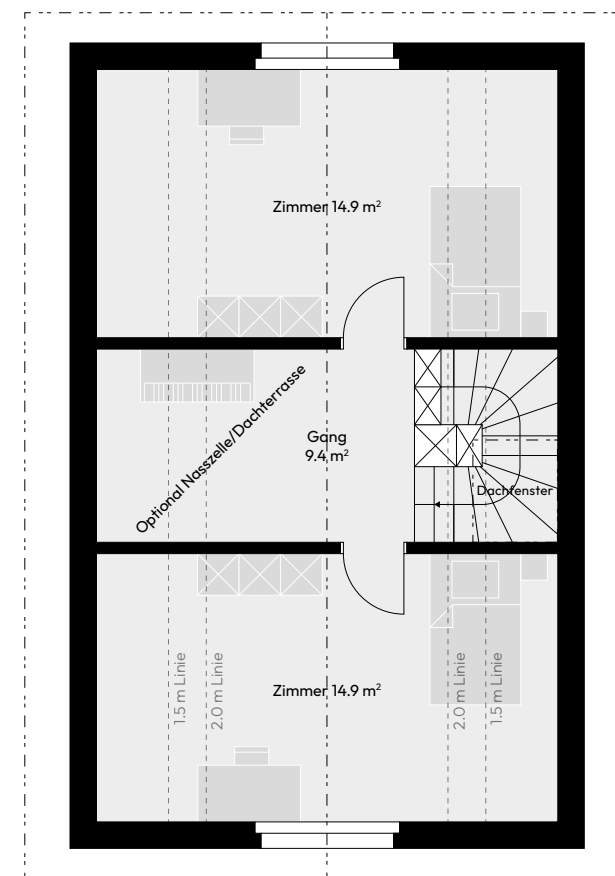 Zimmer 14.9 m²
Optional Nasszelle/Dachterrasse
Gang
9.4 m²
Dachfenster
1.5 m Linie
2.0 m Linie
Zimmer 14.9 m²
2.0 m Linie
1.5 m Linie